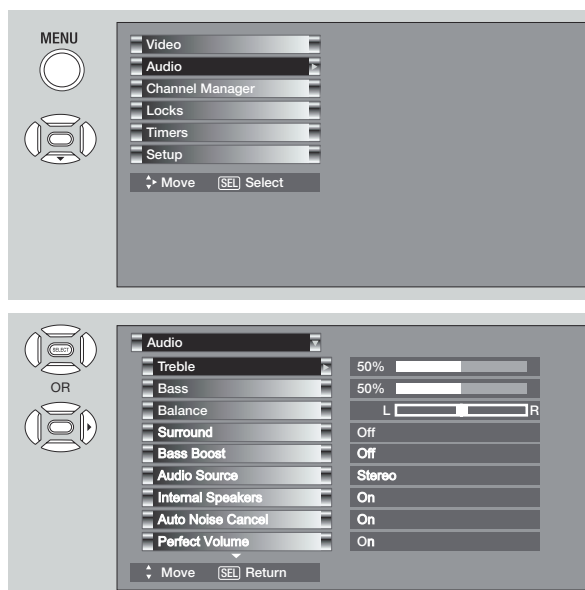 MENU
Video
Audio
Channel Manager
Locks
Timers
Setup
Move SEL Select
SELECT
OR
Audio
Treble 50%
Bass 50%
Balance L R
Surround Off
Bass Boost Off
Audio Source Stereo
Internal Speakers On
Auto Noise Cancel On
Perfect Volume On
Move SEL Return